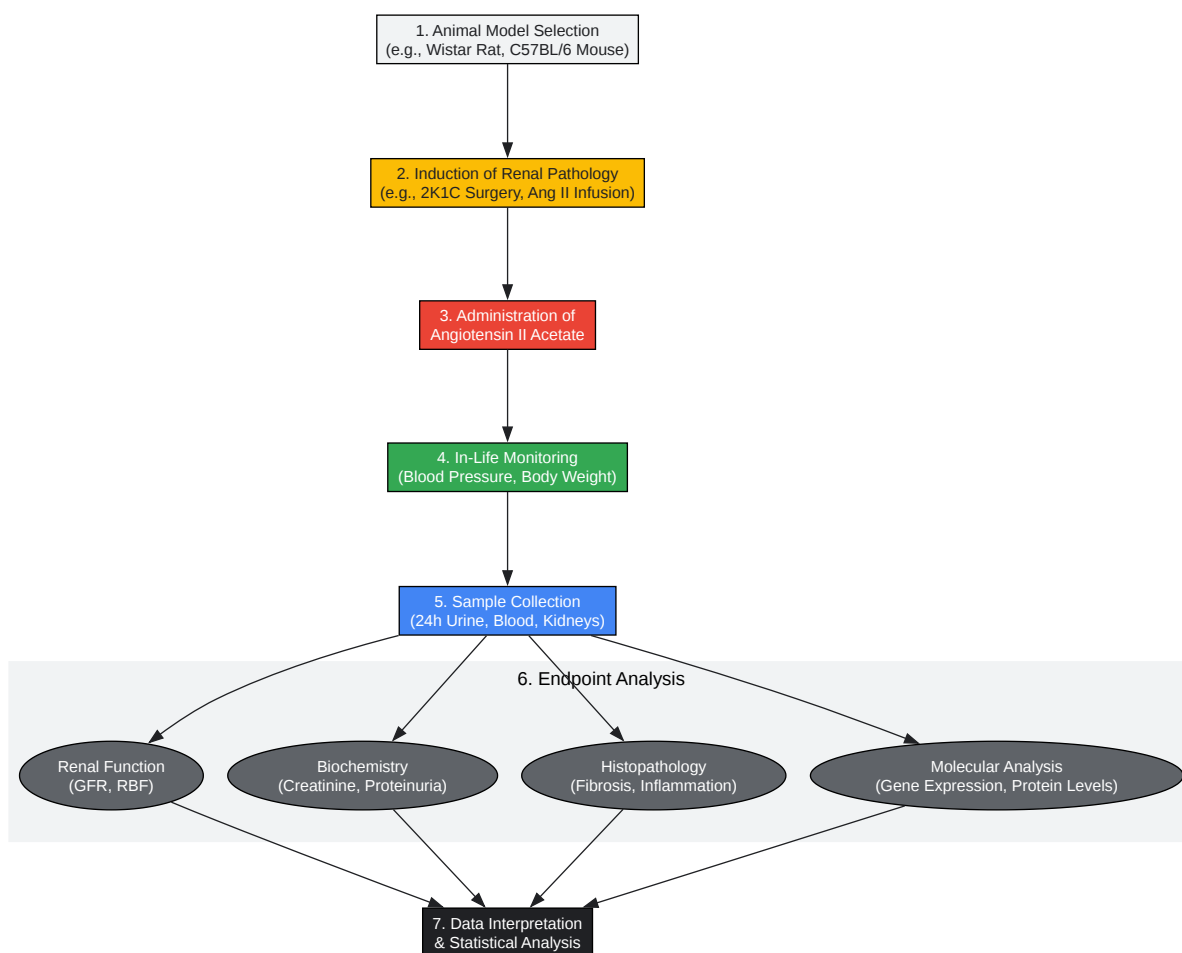 1. Animal Model Selection
(e.g., Wistar Rat, C57BL/6 Mouse)
2. Induction of Renal Pathology
(e.g., 2K1C Surgery, Ang II Infusion)
3. Administration of
Angiotensin II Acetate
4. In-Life Monitoring
(Blood Pressure, Body Weight)
5. Sample Collection
(24h Urine, Blood, Kidneys)
6. Endpoint Analysis
Renal Function
(GFR, RBF)
Biochemistry
(Creatinine, Proteinuria)
Histopathology
(Fibrosis, Inflammation)
Molecular Analysis
(Gene Expression, Protein Levels)
7. Data Interpretation
& Statistical Analysis